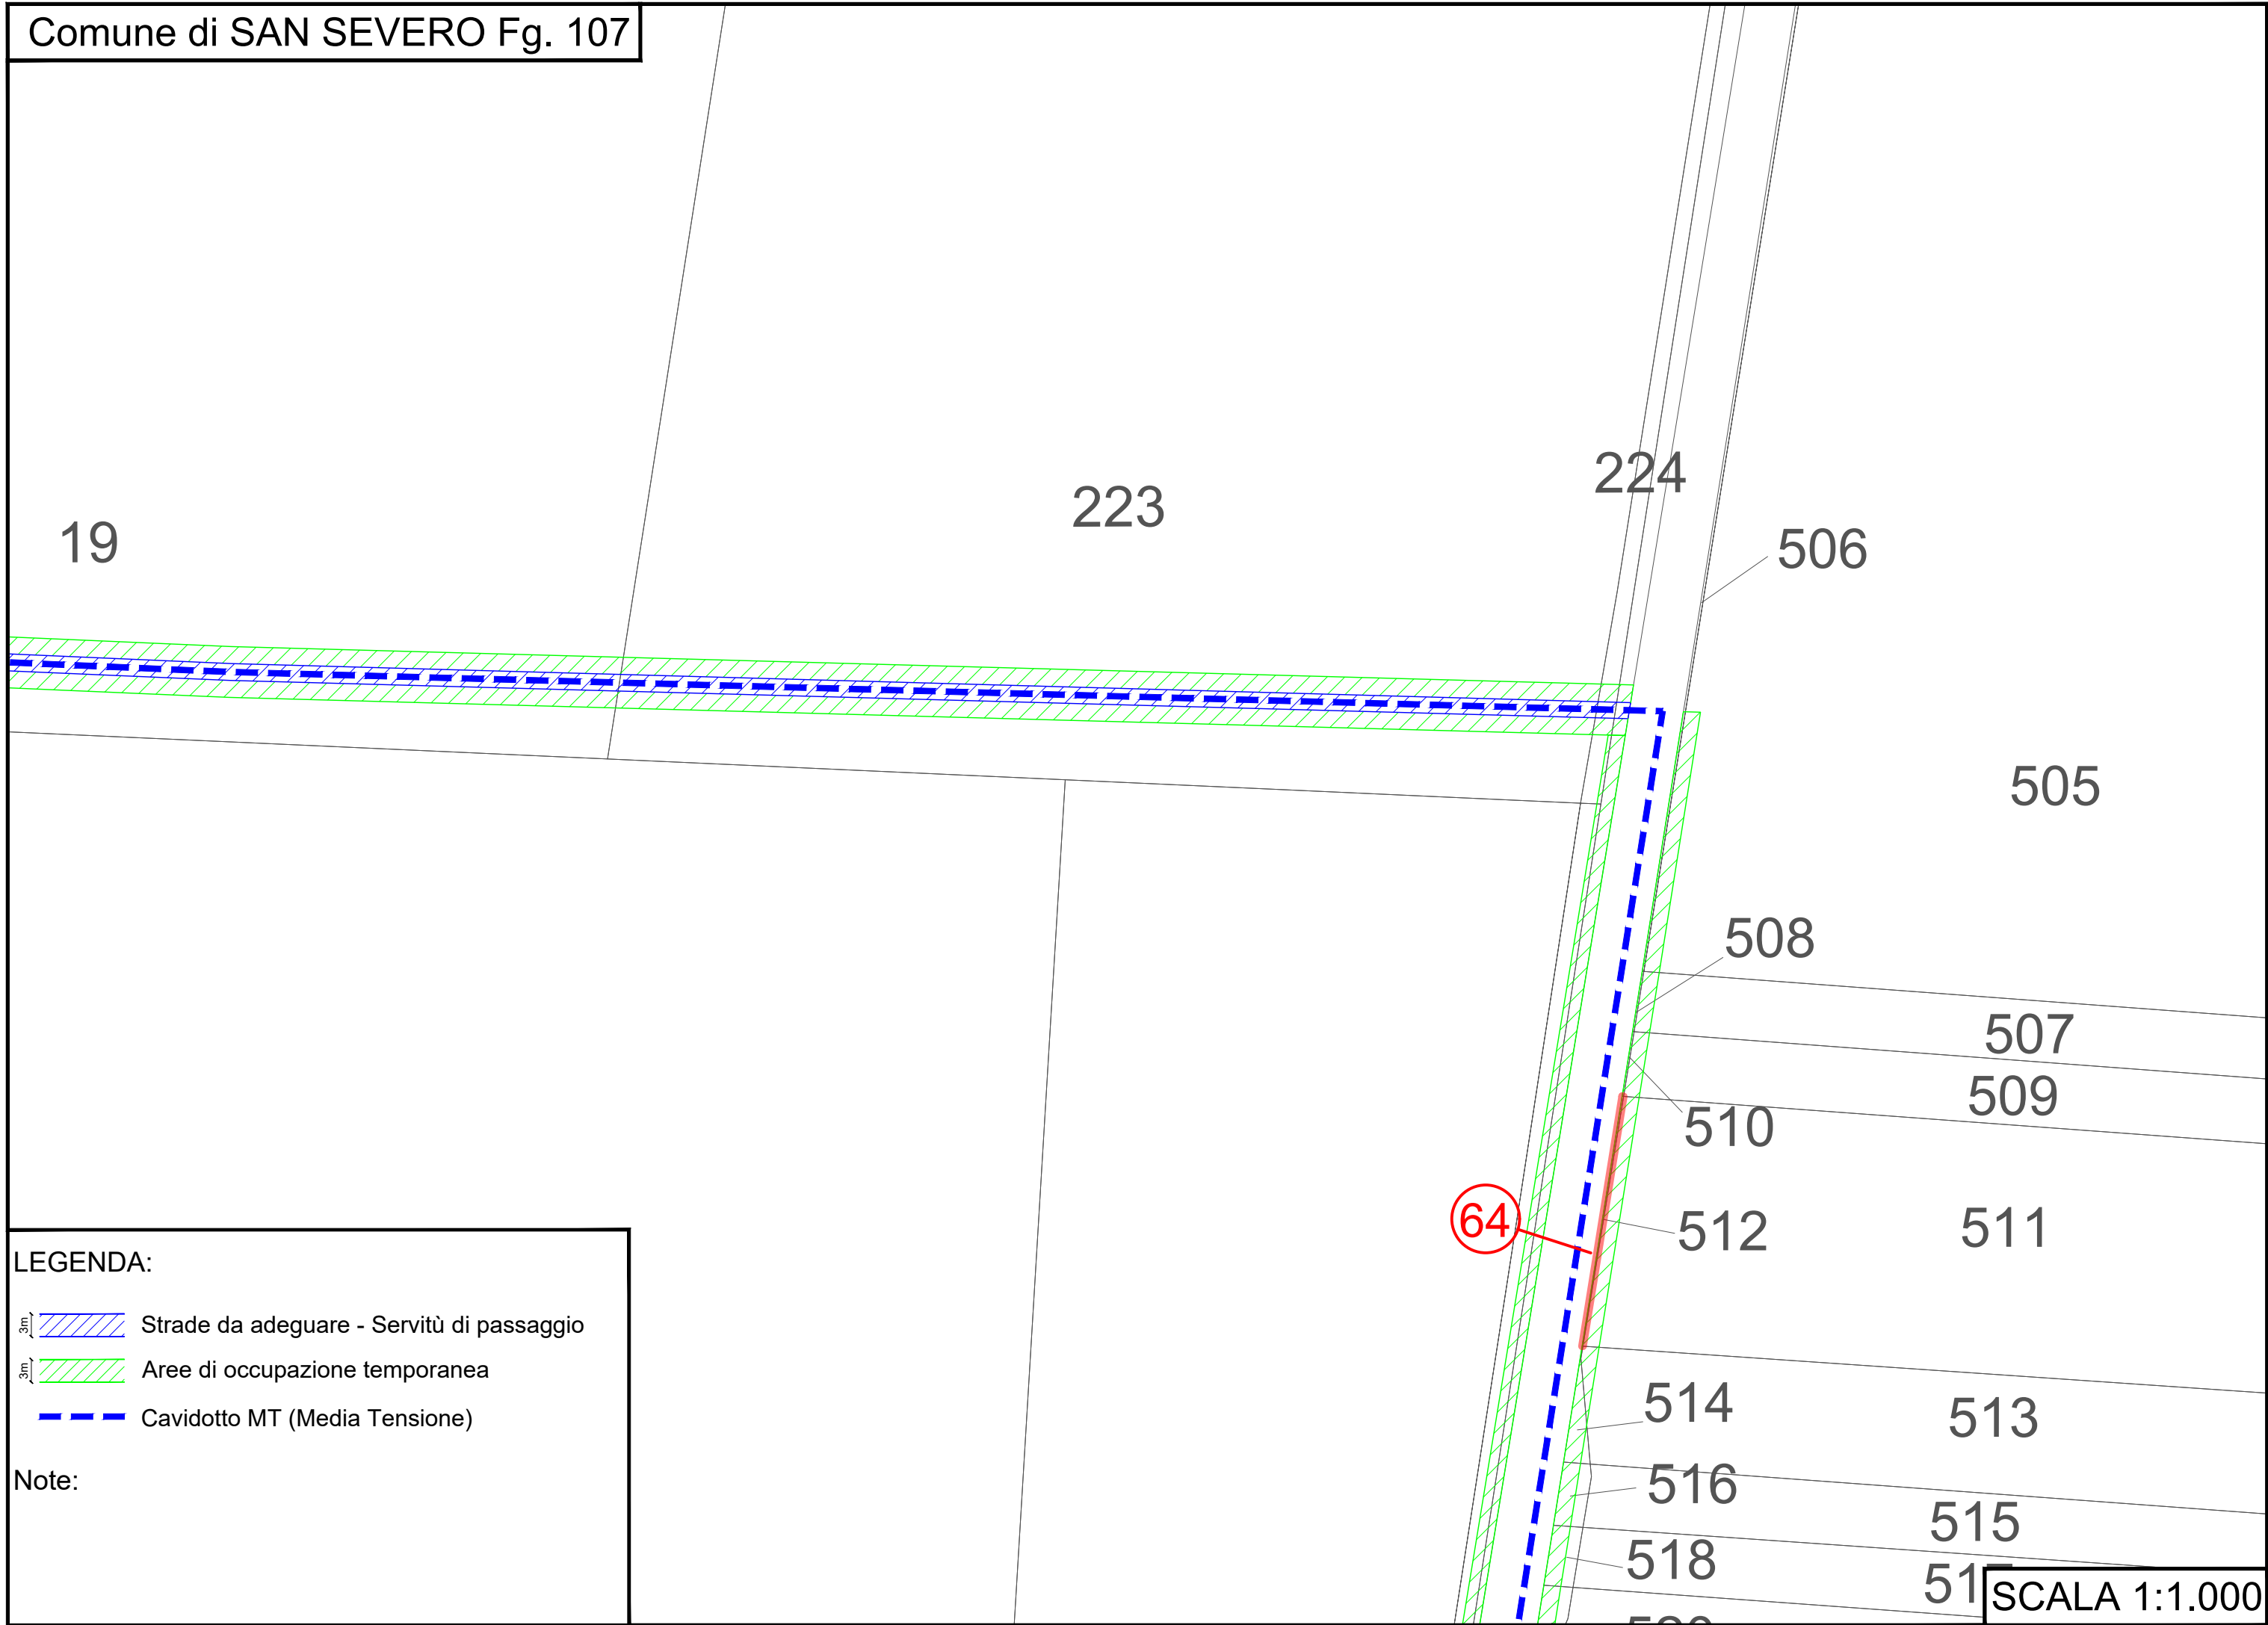 Comune di SAN SEVERO Fg. 107
224
223
19
506
505
508
507
509
510
64
512
511
514
513
516
515
518
LEGENDA:
3m Strade da adeguare - Servitù di passaggio
3m Aree di occupazione temporanea
Cavidotto MT (Media Tensione)
Note:
SCALA 1:1.000